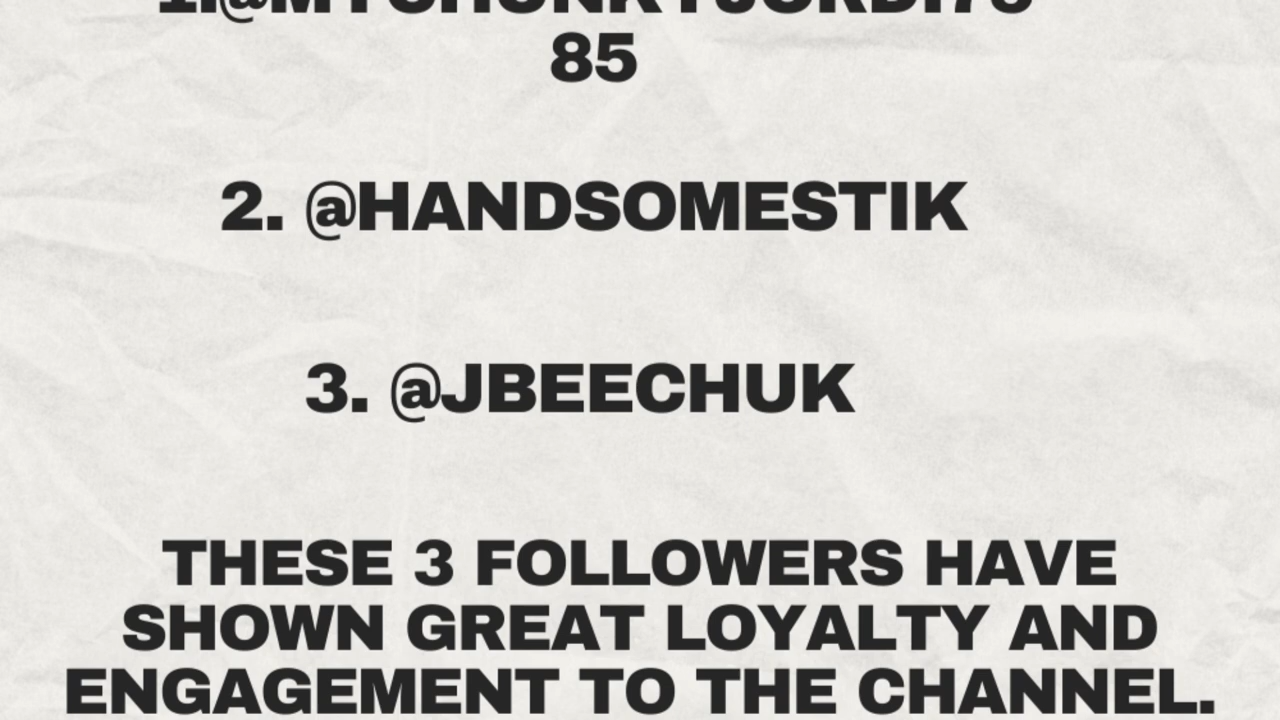 85
2. @HANDSOMESTIK
3. @JBEECHUK
THESE 3 FOLLOWERS HAVE
SHOWN GREAT LOYALTY AND
ENGAGEMENT TO THE CHANNEL.